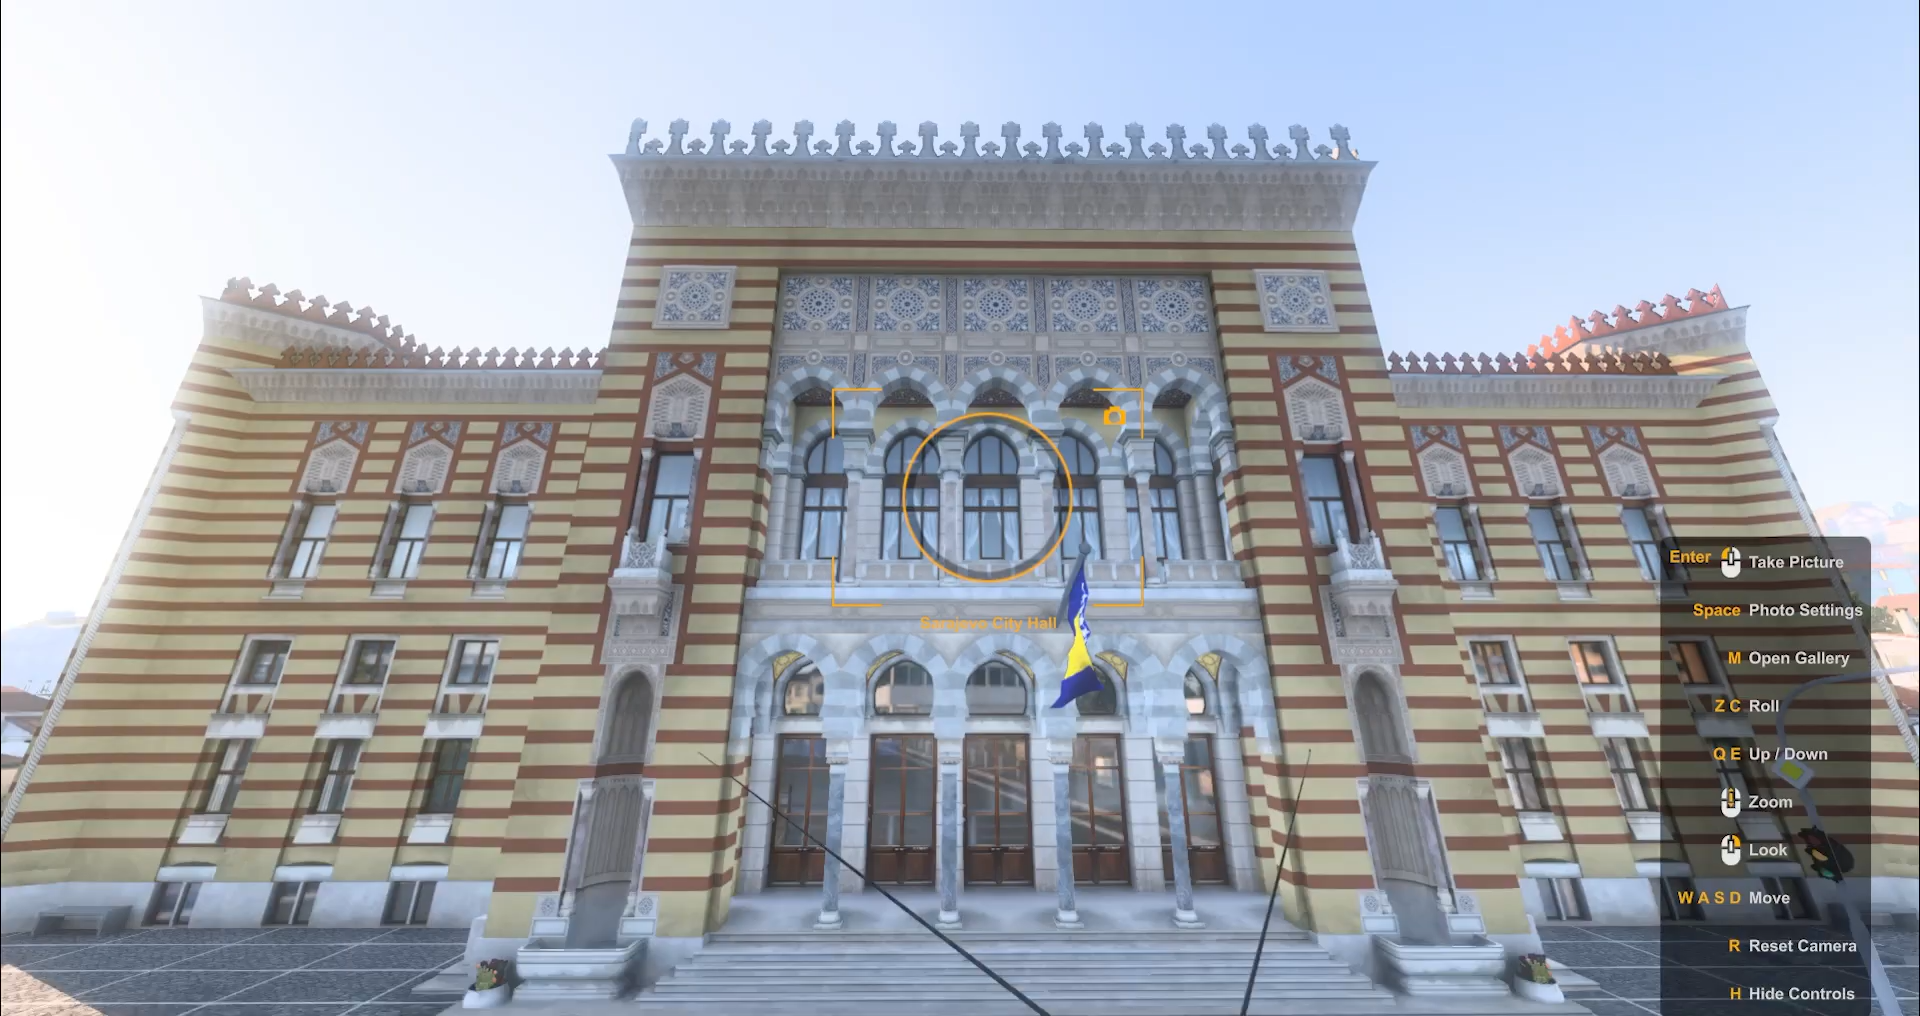 Sarajevo City Hall
Enter Take Picture
Space Photo Settings
M Open Gallery
Z C Roll
Q E Up / Down
Zoom
Look
W A S D Move
R Reset Camera
H Hide Controls